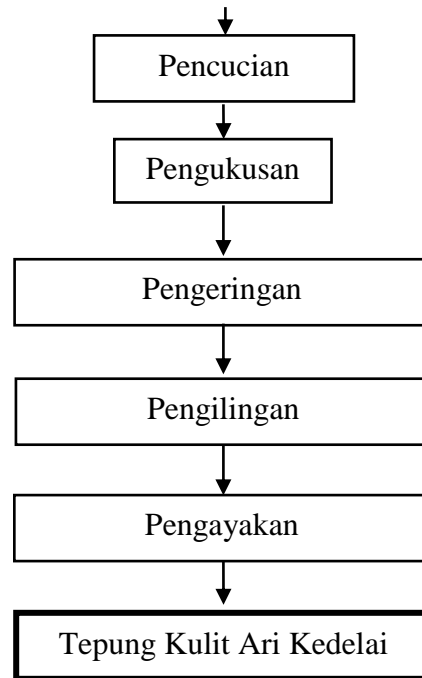 Pencucian
Pengukusan
Pengeringan
Pengilingan
Pengayakan
Tepung Kulit Ari Kedelai